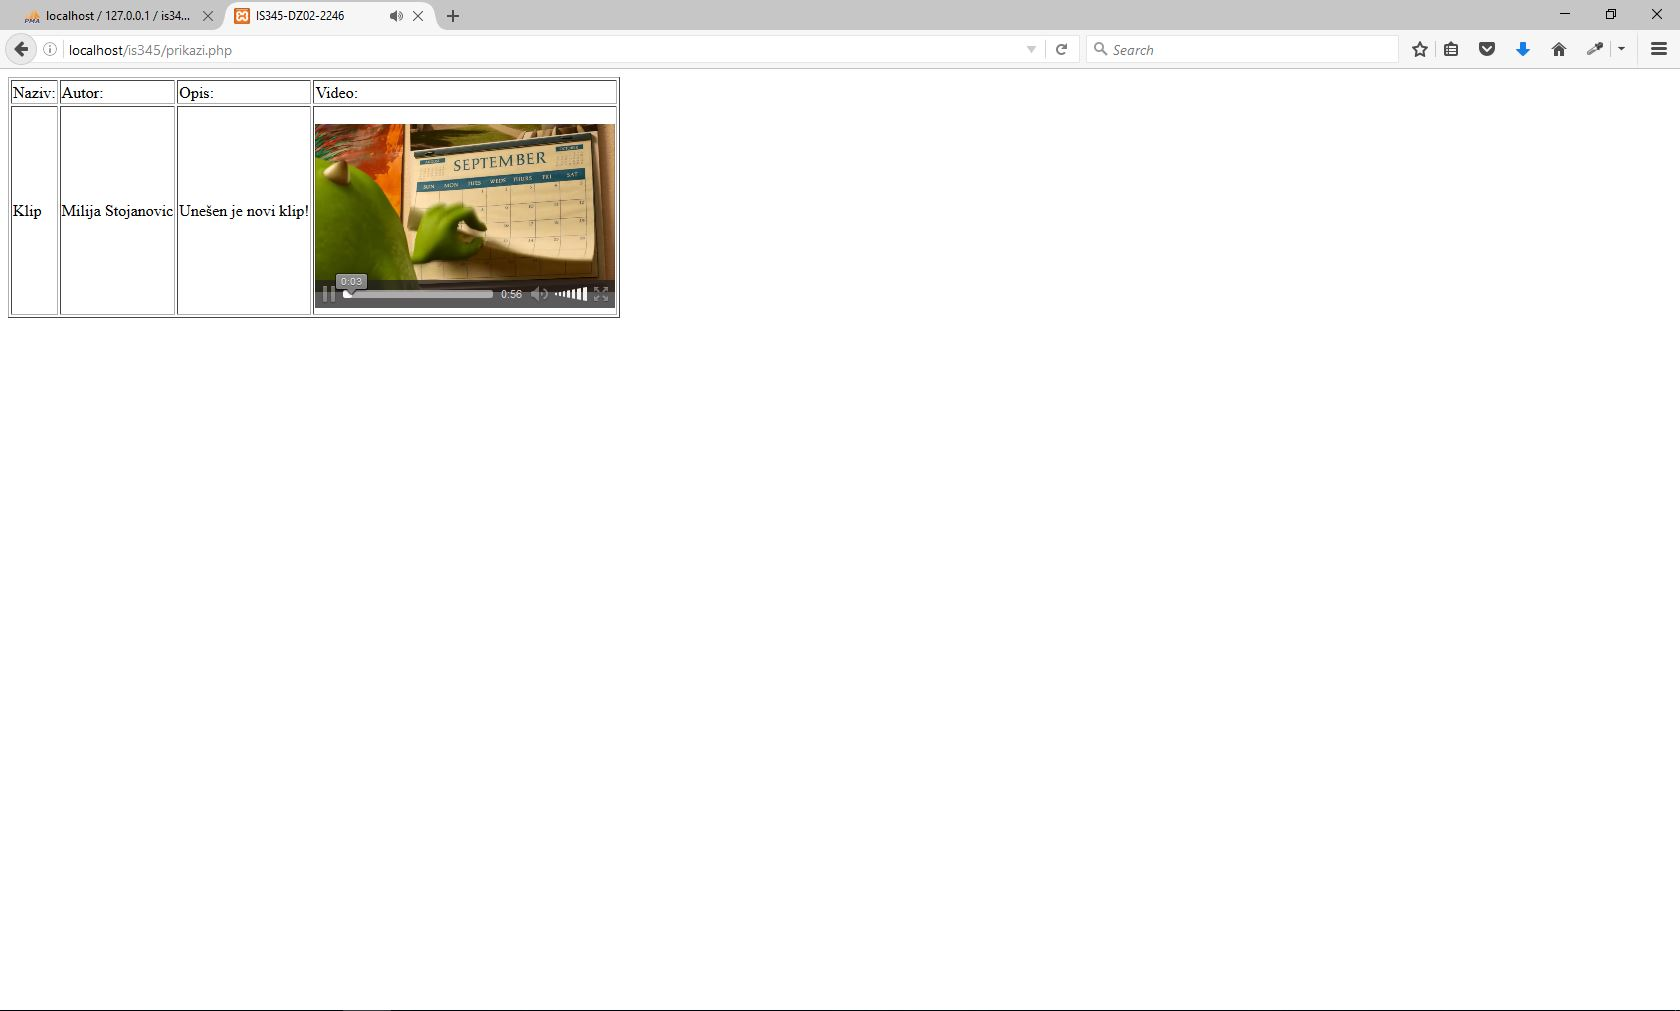 localhost / 127.0.0.1 / is34...
IS345-DZ02-2246
localhost/is345/prikazi.php
Search
Naziv: Autor: Opis: Video:
Klip Milija Stojanovic Unešen je novi klip!
SEPTEMBER
SUN MON TUES WEDS THURS FRI SAT
0:03
0:56